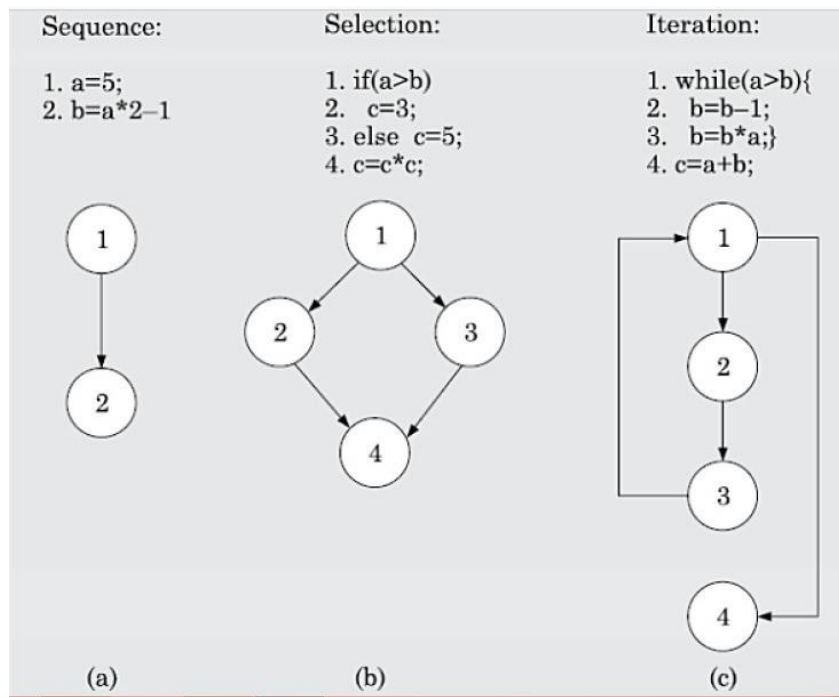 Sequence:
1. a=5;
2. b=a*2–1
Selection:
1. if(a>b)
2. c=3;
3. else c=5;
4. c=c*c;
Iteration:
1. while(a>b){
2. b=b–1;
3. b=b*a;}
4. c=a+b;
1
2
1
2
3
4
1
2
3
4
(a)
(b)
(c)